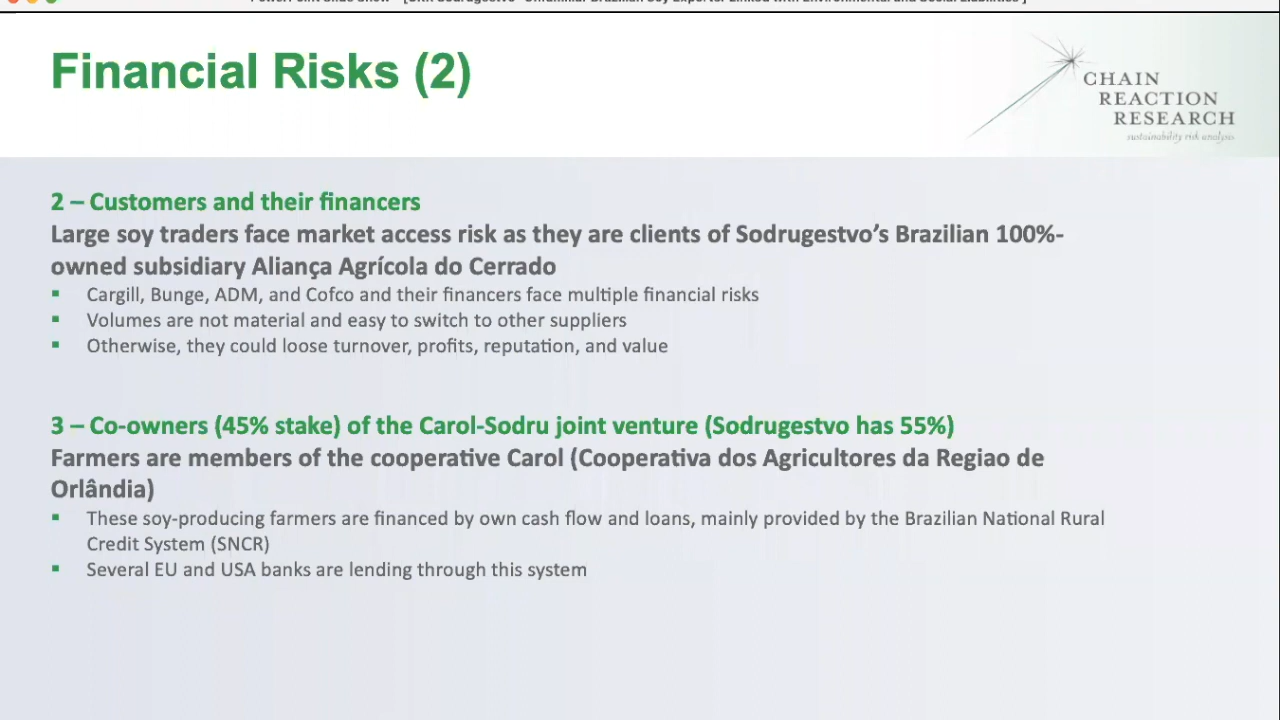 Financial Risks (2)
CHAIN
REACTION
RESEARCH
sustainability risk analysis
2 – Customers and their financers
Large soy traders face market access risk as they are clients of Sodrugestvo’s Brazilian 100%-
owned subsidiary Aliança Agrícola do Cerrado
▪ Cargill, Bunge, ADM, and Cofco and their financers face multiple financial risks
▪ Volumes are not material and easy to switch to other suppliers
▪ Otherwise, they could loose turnover, profits, reputation, and value
3 – Co-owners (45% stake) of the Carol-Sodru joint venture (Sodrugestvo has 55%)
Farmers are members of the cooperative Carol (Cooperativa dos Agricultores da Regiao de
Orlândia)
▪ These soy-producing farmers are financed by own cash flow and loans, mainly provided by the Brazilian National Rural
Credit System (SNCR)
▪ Several EU and USA banks are lending through this system